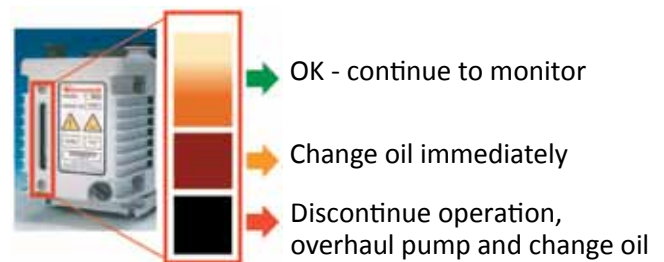 OK - continue to monitor
Change oil immediately
Discontinue operation,
overhaul pump and change oil